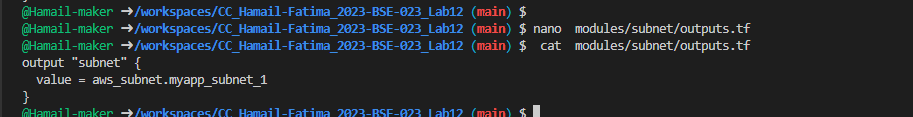 @Hamail-maker ➜/workspaces/CC_Hamail-Fatima_2023-BSE-023_Lab12 (main) $
@Hamail-maker ➜/workspaces/CC_Hamail-Fatima_2023-BSE-023_Lab12 (main) $ nano  modules/subnet/outputs.tf
@Hamail-maker ➜/workspaces/CC_Hamail-Fatima_2023-BSE-023_Lab12 (main) $  cat  modules/subnet/outputs.tf
output "subnet" {
  value = aws_subnet.myapp_subnet_1
}
@Hamail-maker ➜/workspaces/CC_Hamail-Fatima_2023-BSE-023_Lab12 (main) $